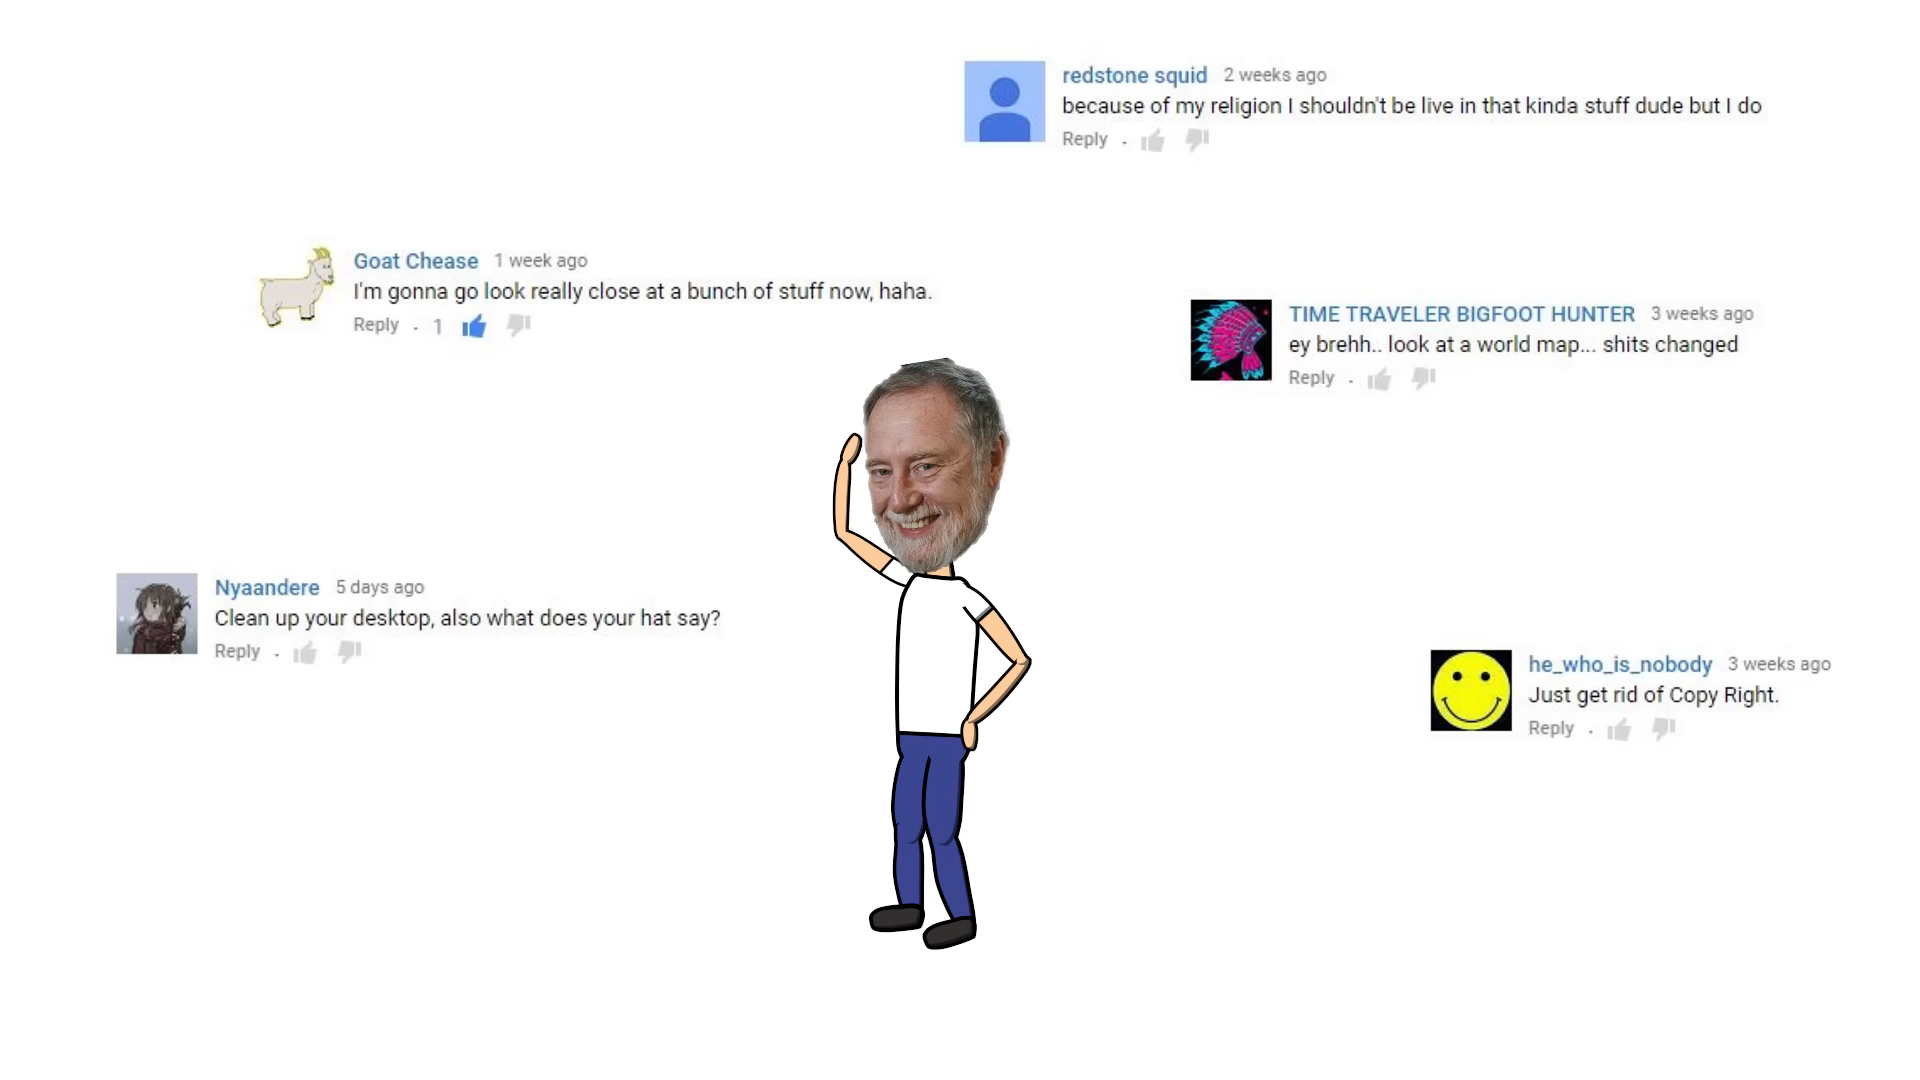 redstone squid 2 weeks ago
because of my religion I shouldn't be live in that kinda stuff dude but I do
Reply .
Goat Chease 1 week ago
I'm gonna go look really close at a bunch of stuff now, haha.
Reply . 1
TIME TRAVELER BIGFOOT HUNTER 3 weeks ago
ey brehh.. look at a world map... shits changed
Reply .
Nyaandere 5 days ago
Clean up your desktop, also what does your hat say?
Reply .
he_who_is_nobody 3 weeks ago
Just get rid of Copy Right.
Reply .